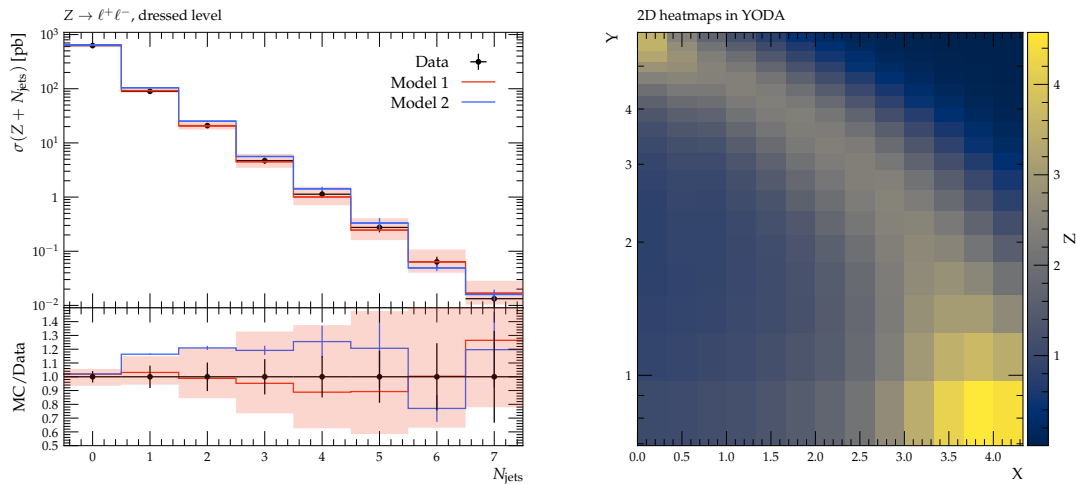 Z → ℓ⁺ℓ⁻, dressed level
σ(Z + N_jets) [pb]
10³
10²
10¹
1
10⁻¹
10⁻²
Data
Model 1
Model 2
MC/Data
1.4
1.3
1.2
1.1
1.0
0.9
0.8
0.7
0.6
0.5
0 1 2 3 4 5 6 7
N_jets
2D heatmaps in YODA
Y
4
3
2
1
0.0 0.5 1.0 1.5 2.0 2.5 3.0 3.5 4.0
X
4
3
2
1
0
Z